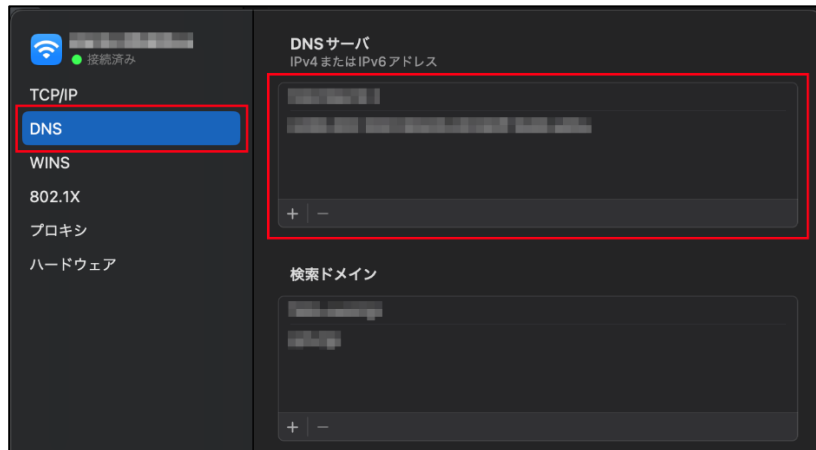 接続済み
TCP/IP
DNS
WINS
802.1X
プロキシ
ハードウェア
DNSサーバ
IPv4またはIPv6アドレス
+ −
検索ドメイン
+ −